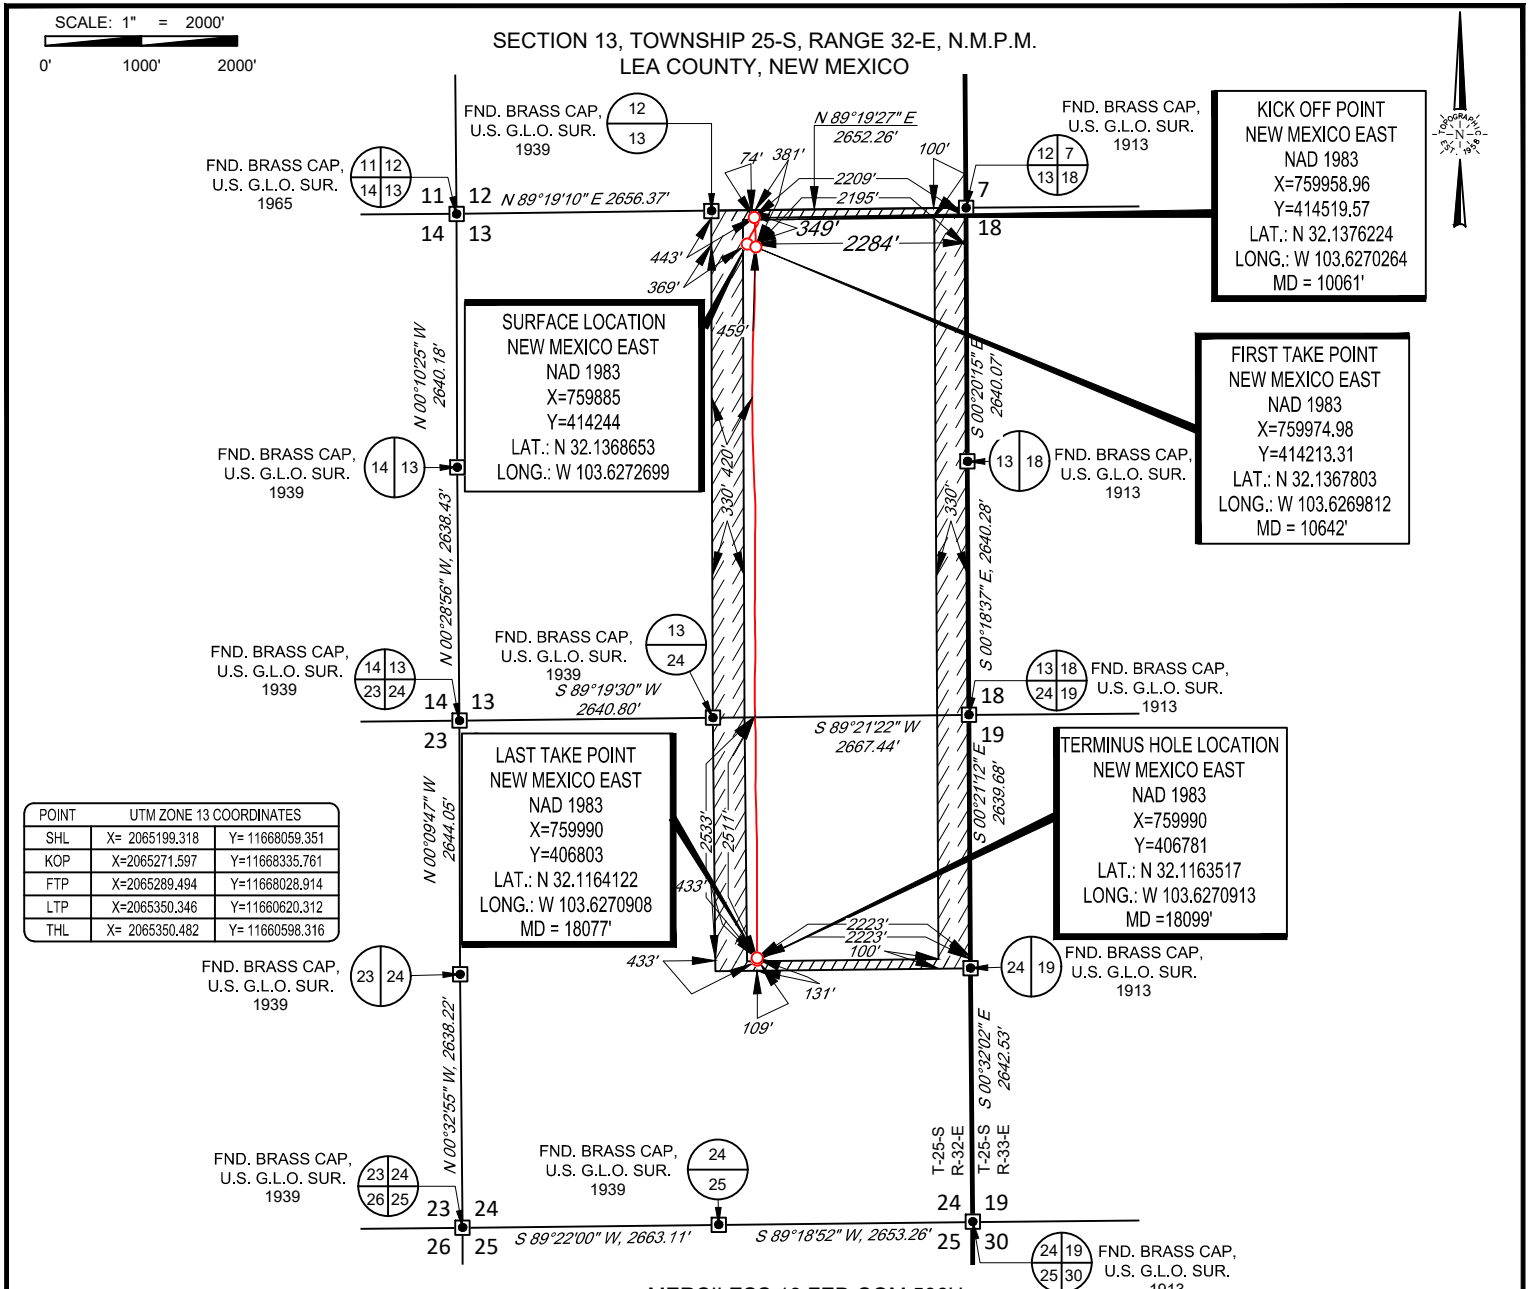 SCALE: 1" = 2000'
0' 1000' 2000'
SECTION 13, TOWNSHIP 25-S, RANGE 32-E, N.M.P.M.
LEA COUNTY, NEW MEXICO
TOPOGRAPHIC
N
EST. 1958
FND. BRASS CAP,
U.S. G.L.O. SUR.
1965
11 12
14 13
FND. BRASS CAP,
U.S. G.L.O. SUR.
1939
12
13
FND. BRASS CAP,
U.S. G.L.O. SUR.
1913
12 7
13 18
11 12
14 13
7
18
N 89°19'10" E 2656.37'
N 89°19'27" E
2652.26'
74'
381'
100'
2209'
2195'
349'
2284'
443'
369'
459'
KICK OFF POINT
NEW MEXICO EAST
NAD 1983
X=759958.96
Y=414519.57
LAT.: N 32.1376224
LONG.: W 103.6270264
MD = 10061'
SURFACE LOCATION
NEW MEXICO EAST
NAD 1983
X=759885
Y=414244
LAT.: N 32.1368653
LONG.: W 103.6272699
FIRST TAKE POINT
NEW MEXICO EAST
NAD 1983
X=759974.98
Y=414213.31
LAT.: N 32.1367803
LONG.: W 103.6269812
MD = 10642'
N 00°10'25" W
2640.18'
S 00°20'15" E
2640.07'
FND. BRASS CAP,
U.S. G.L.O. SUR.
1939
14 13
13 18
FND. BRASS CAP,
U.S. G.L.O. SUR.
1913
330'
420'
330'
N 00°28'56" W, 2638.43'
S 00°18'37" E, 2640.28'
FND. BRASS CAP,
U.S. G.L.O. SUR.
1939
14 13
23 24
FND. BRASS CAP,
U.S. G.L.O. SUR.
1939
13
24
13 18
24 19
FND. BRASS CAP,
U.S. G.L.O. SUR.
1913
14 13
23
18
19
S 89°19'30" W
2640.80'
S 89°21'22" W
2667.44'
LAST TAKE POINT
NEW MEXICO EAST
NAD 1983
X=759990
Y=406803
LAT.: N 32.1164122
LONG.: W 103.6270908
MD = 18077'
TERMINUS HOLE LOCATION
NEW MEXICO EAST
NAD 1983
X=759990
Y=406781
LAT.: N 32.1163517
LONG.: W 103.6270913
MD =18099'
POINT UTM ZONE 13 COORDINATES
SHL X= 2065199.318 Y= 11668059.351
KOP X=2065271.597 Y=11668335.761
FTP X=2065289.494 Y=11668028.914
LTP X=2065350.346 Y=11660620.312
THL X= 2065350.482 Y= 11660598.316
N 00°09'47" W
2644.05'
S 00°21'12" E
2639.68'
2533'
2511'
433'
433'
2223'
2223'
100'
131'
109'
FND. BRASS CAP,
U.S. G.L.O. SUR.
1939
23 24
24 19
FND. BRASS CAP,
U.S. G.L.O. SUR.
1913
N 00°32'55" W, 2638.22'
S 00°32'02" E
2642.53'
T-25-S
R-32-E
T-25-S
R-33-E
FND. BRASS CAP,
U.S. G.L.O. SUR.
1939
23 24
26 25
FND. BRASS CAP,
U.S. G.L.O. SUR.
1939
24
25
23 24
26 25
24 19
25 30
S 89°22'00" W, 2663.11'
S 89°18'52" W, 2653.26'
24 19
25 30
FND. BRASS CAP,
U.S. G.L.O. SUR.
1913